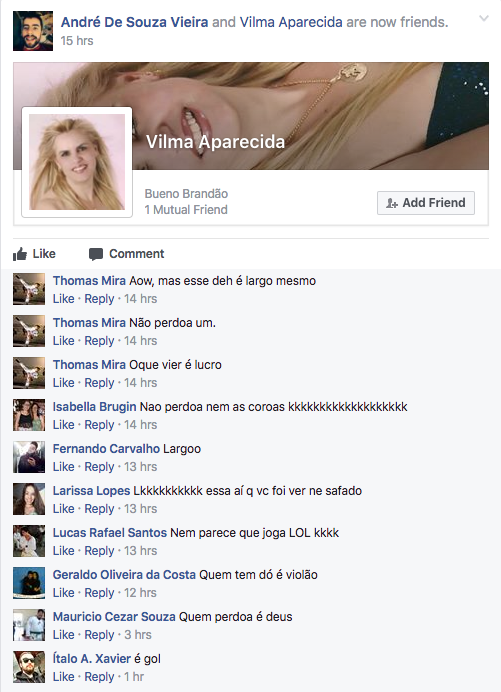 André De Souza Vieira and Vilma Aparecida are now friends.
15 hrs
Vilma Aparecida
Bueno Brandão
1 Mutual Friend
Add Friend
Like Comment
Thomas Mira Aow, mas esse deh é largo mesmo
Like · Reply · 14 hrs
Thomas Mira Não perdoa um.
Like · Reply · 14 hrs
Thomas Mira Oque vier é lucro
Like · Reply · 14 hrs
Isabella Brugin Nao perdoa nem as coroas kkkkkkkkkkkkkkkkkkk
Like · Reply · 14 hrs
Fernando Carvalho Largoo
Like · Reply · 13 hrs
Larissa Lopes Lkkkkkkkkkk essa aí q vc foi ver ne safado
Like · Reply · 13 hrs
Lucas Rafael Santos Nem parece que joga LOL kkkk
Like · Reply · 13 hrs
Geraldo Oliveira da Costa Quem tem dó é violão
Like · Reply · 12 hrs
Mauricio Cezar Souza Quem perdoa é deus
Like · Reply · 3 hrs
Ítalo A. Xavier é gol
Like · Reply · 1 hr